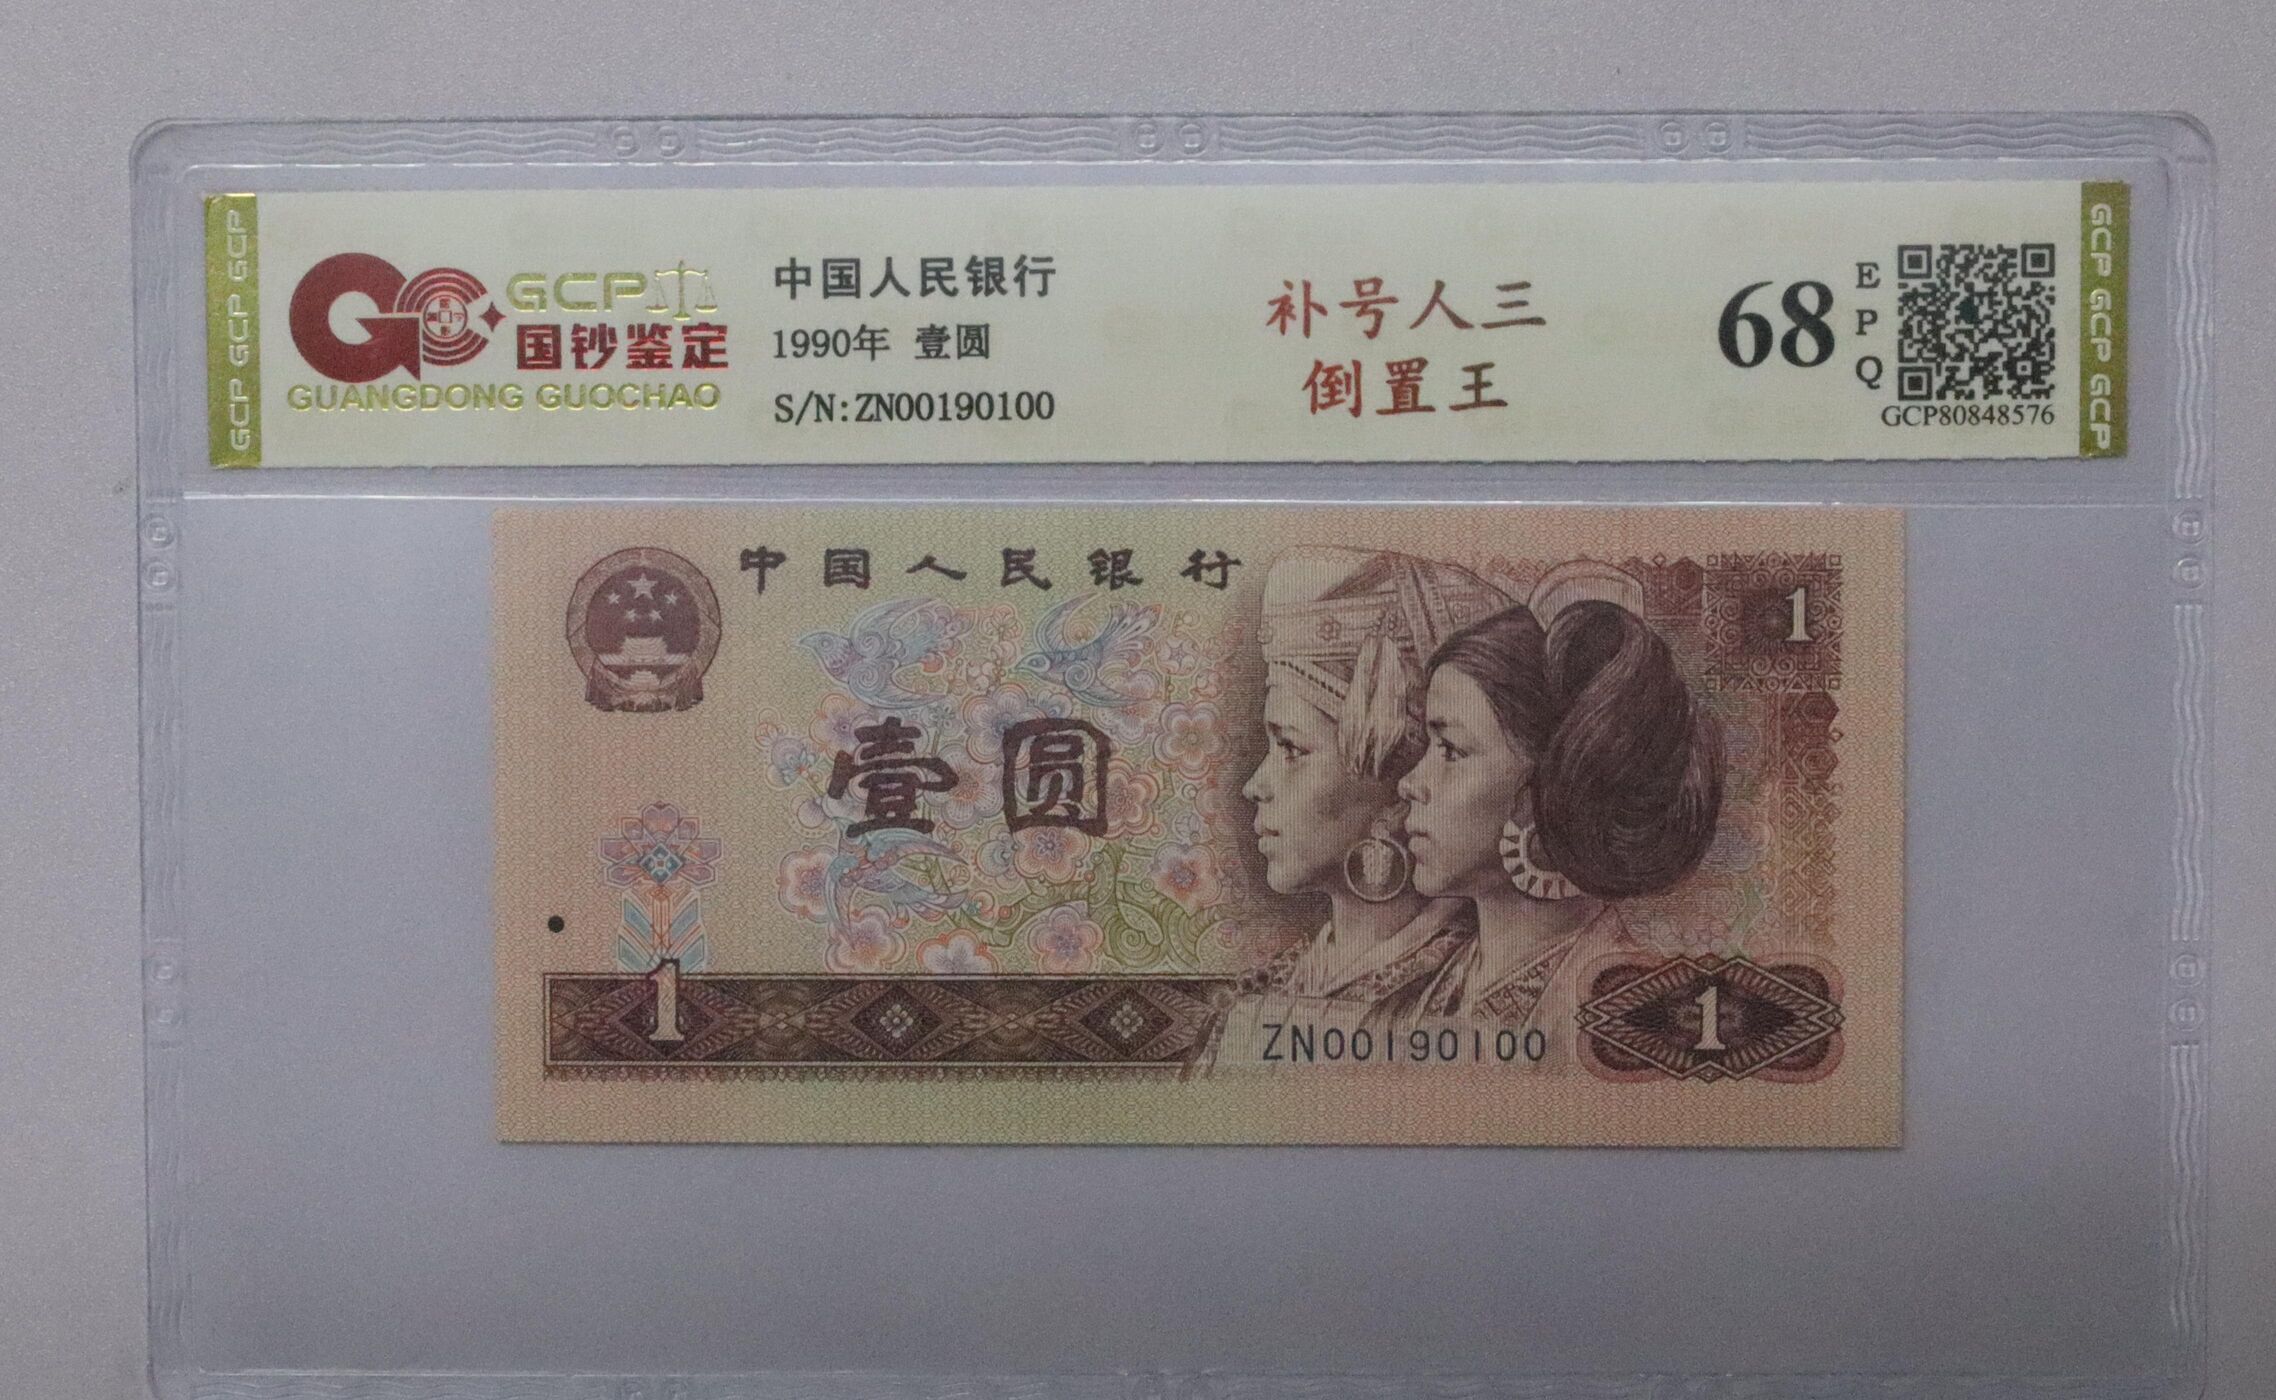 GCP
国钞鉴定
GUANGDONG GUOCHAO
中国人民银行
1990年 壹圆
S/N:ZN00190100
补号人三
倒置王
68
EPQ
GCP80848576
GCP GCP GCP
GCP GCP GCP
中国人民银行
1
壹圆
1
ZN00190100
1